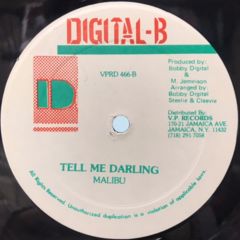 DIGITAL-B
VPRD 466-B
Produced by:
Bobby Digital
& M. Jemmison
Arranged by
Bobby Digital
Steelie & Cleevie
Distributed By:
V.P. RECORDS
170-21 JAMAICA AVE.
JAMAICA, N.Y. 11432
(718) 291-7058
TELL ME DARLING
MALIBU
All Rights Reserved. Unauthorized duplication is a violation of applicable laws.